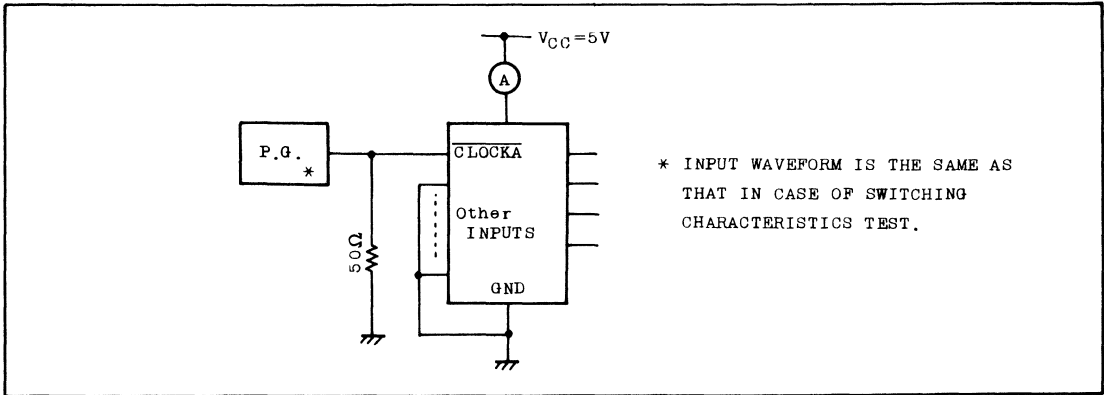 V_CC=5V
A
P.G.
*
CLOCKA
Other
INPUTS
50Ω
GND
* INPUT WAVEFORM IS THE SAME AS
THAT IN CASE OF SWITCHING
CHARACTERISTICS TEST.